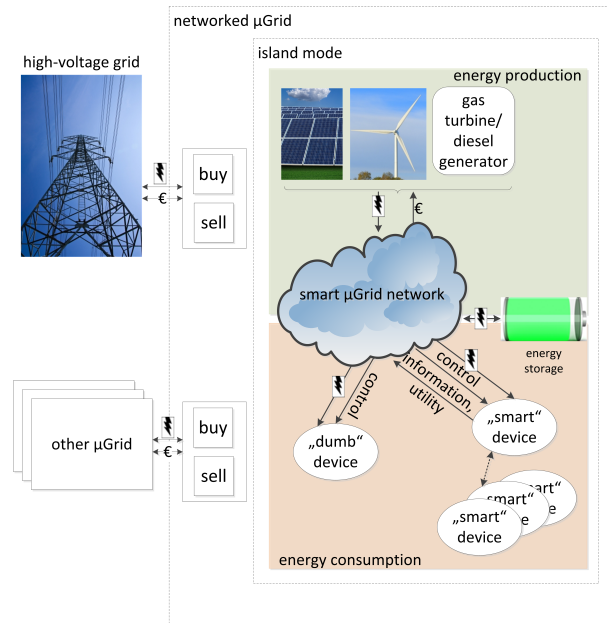 networked µGrid
island mode
high-voltage grid
energy production
gas
turbine/
diesel
generator
buy
€
sell
€
smart µGrid network
energy
storage
control
control
information,
utility
„smart“
device
„dumb“
device
buy
other µGrid
€
sell
„smart“
device
energy consumption